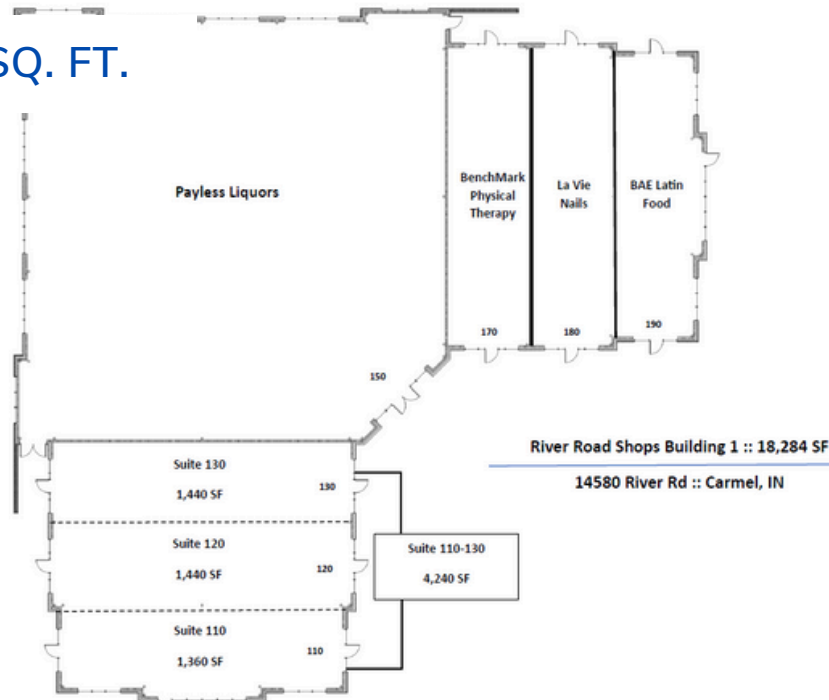 SQ. FT.
Payless Liquors
BenchMark
Physical
Therapy
La Vie
Nails
BAE Latin
Food
170
180
190
150
River Road Shops Building 1 :: 18,284 SF
14580 River Rd :: Carmel, IN
Suite 130
1,440 SF
130
Suite 120
1,440 SF
120
Suite 110-130
4,240 SF
Suite 110
1,360 SF
110